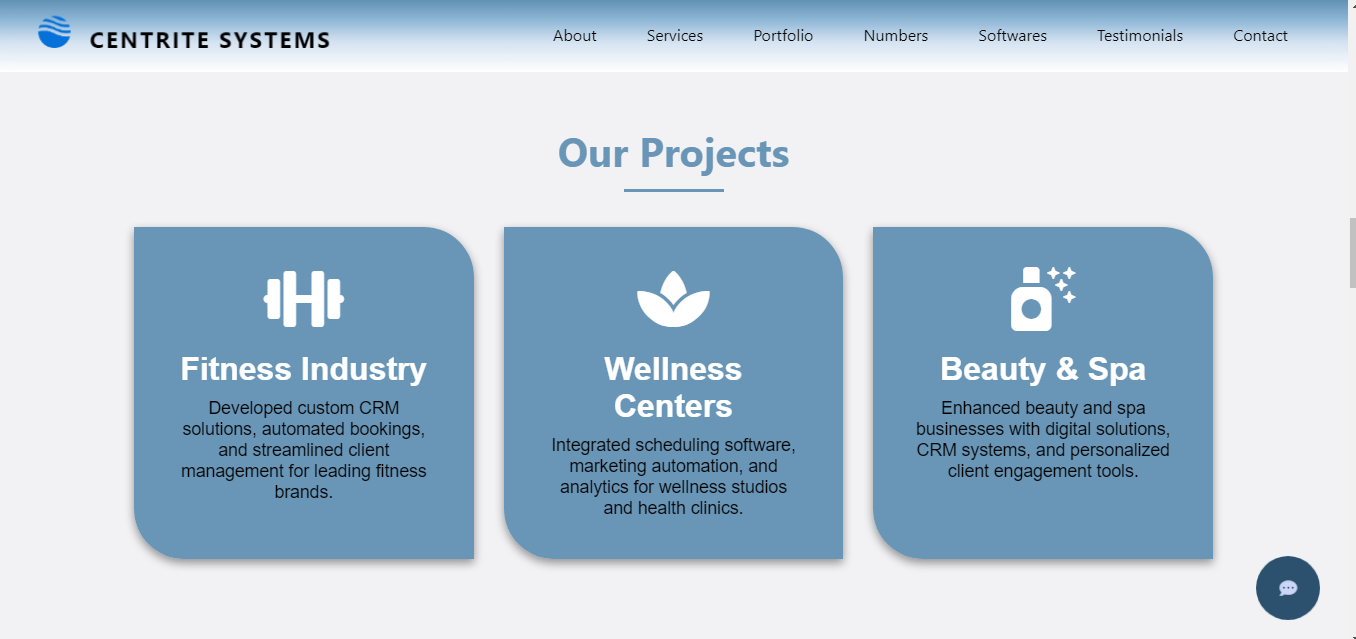 CENTRITE SYSTEMS
About Services Portfolio Numbers Softwares Testimonials Contact
Our Projects
Fitness Industry
Developed custom CRM
solutions, automated bookings,
and streamlined client
management for leading fitness
brands.
Wellness
Centers
Integrated scheduling software,
marketing automation, and
analytics for wellness studios
and health clinics.
Beauty & Spa
Enhanced beauty and spa
businesses with digital solutions,
CRM systems, and personalized
client engagement tools.